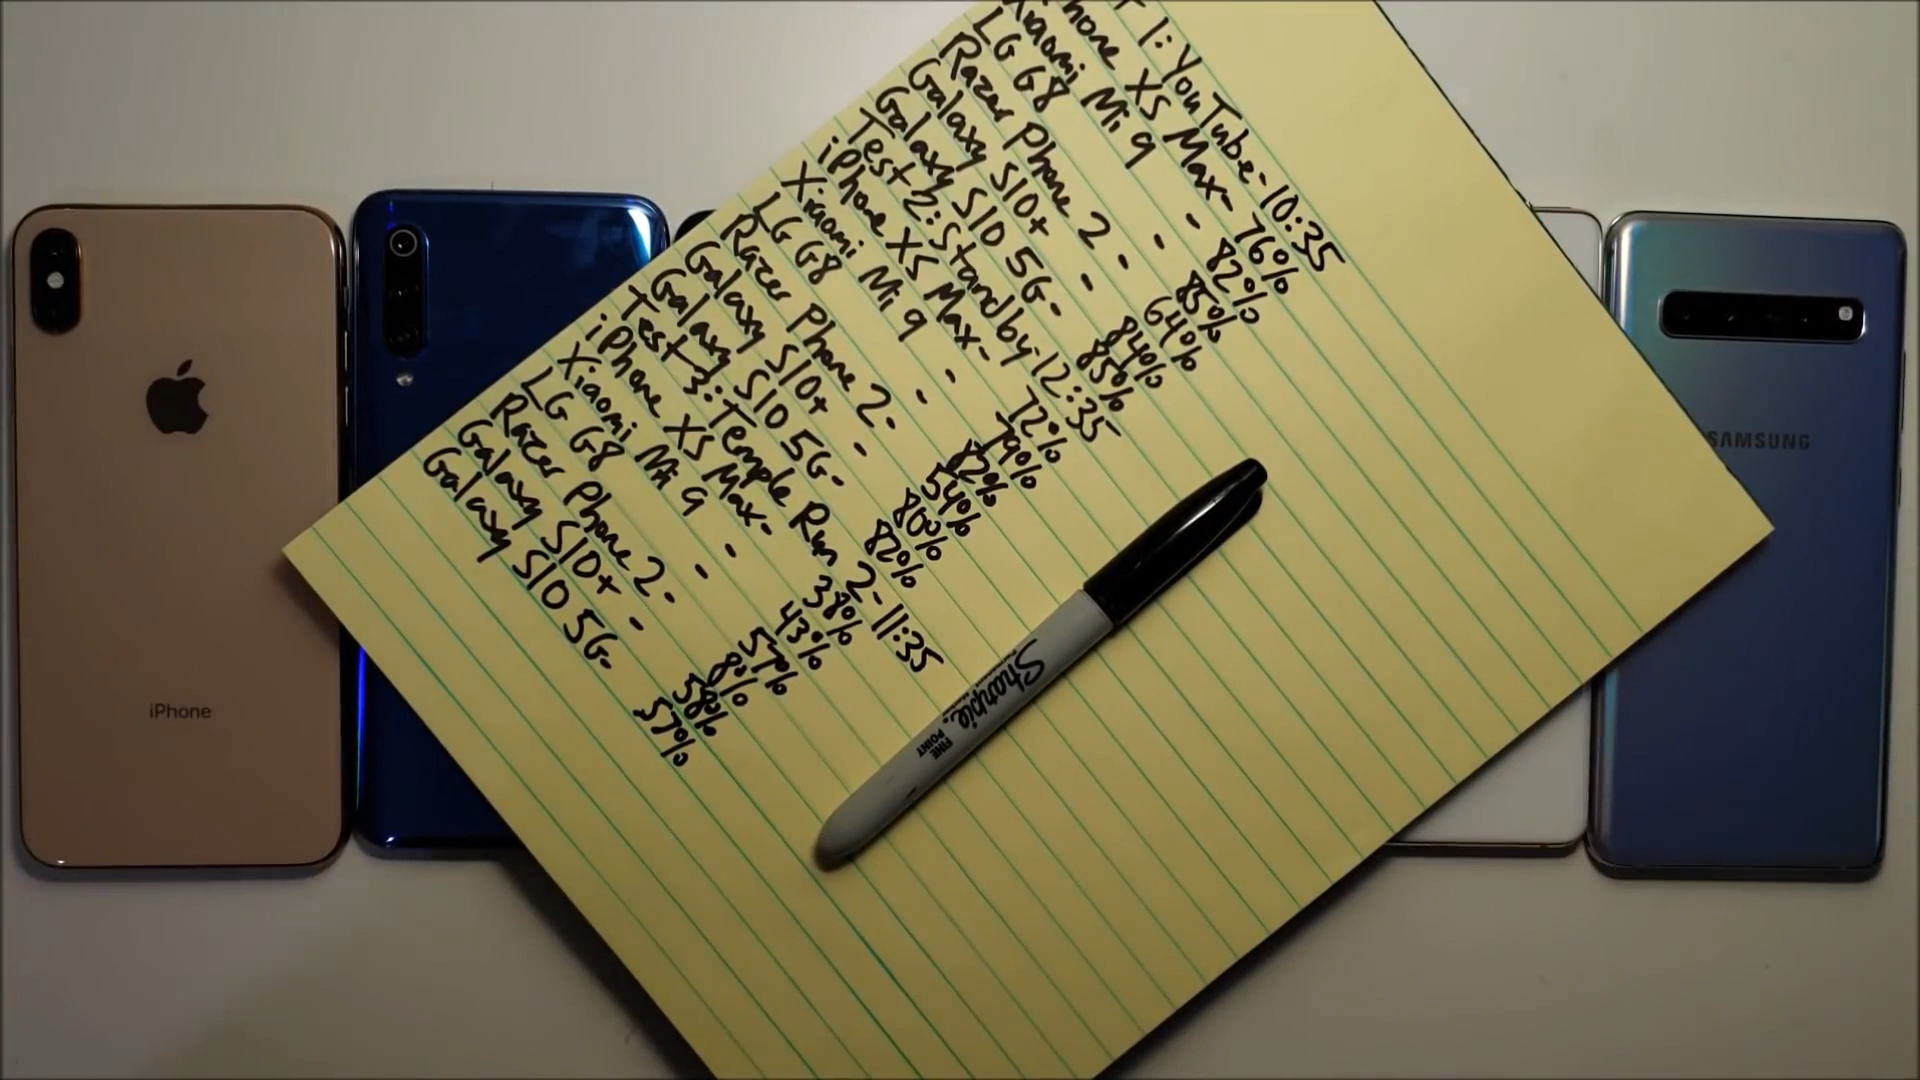 t 1: YouTube-10:35
hone XS Max- 76%
Xiaomi Mi 9 - 82%
LG G8 - 85%
Razer Phone 2 - 64%
Galaxy S10+ - 84%
Galaxy S10 5G- 85%
Test 2: Standby-12:35
iPhone XS Max- 72%
Xiaomi Mi 9 - 79%
LG G8 - 82%
Razer Phone 2- 54%
Galaxy S10+ - 80%
Galaxy S10 5G- 82%
Test 3: Temple Run 2-11:35
iPhone XS Max- 38%
Xiaomi Mi 9 - 43%
LG G8 - 57%
Razer Phone 2- 8%
Galaxy S10+ - 58%
Galaxy S10 5G- 57%
Sharpie.
FINE POINT
iPhone
SAMSUNG